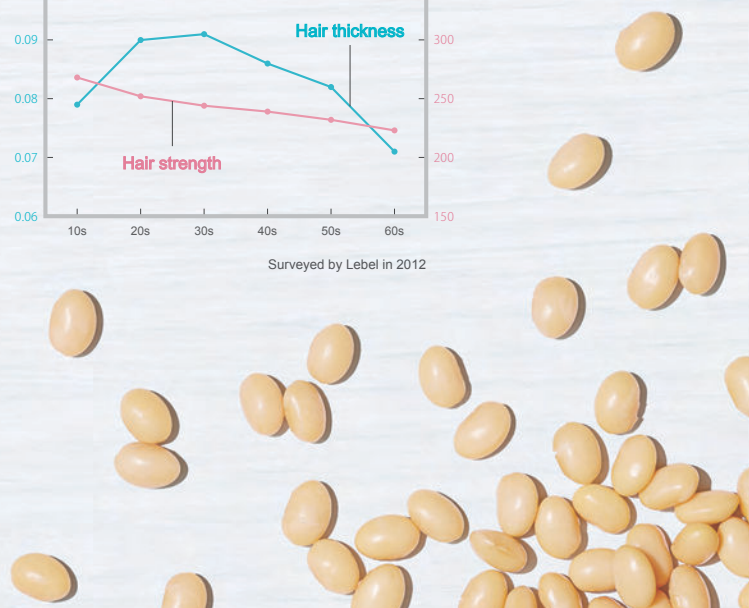 Hair thickness
0.09
300
0.08
250
0.07
200
Hair strength
0.06
150
10s 20s 30s 40s 50s 60s
Surveyed by Lebel in 2012